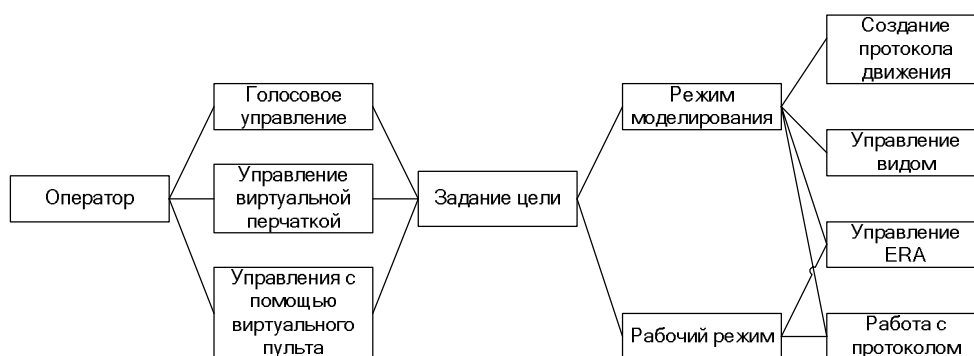 Оператор
Голосовое
управление
Управление
виртуальной
перчаткой
Управления с
помощью
виртуального
пульта
Задание цели
Режим
моделирования
Рабочий режим
Создание
протокола
движения
Управление
видом
Управление
ERA
Работа с
протоколом